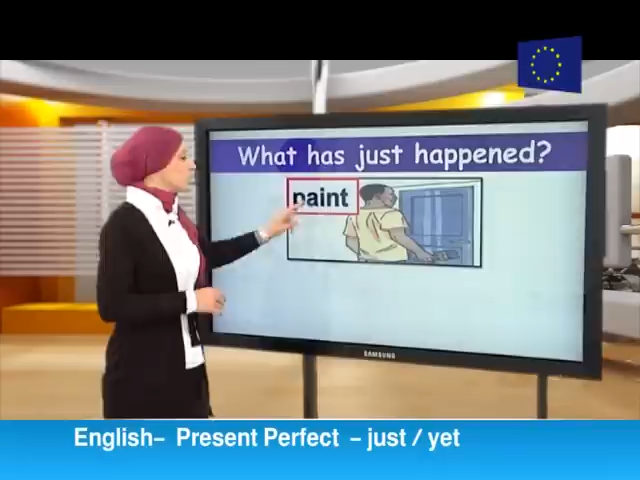 What has just happened?
paint
SAMSUNG
English– Present Perfect – just / yet